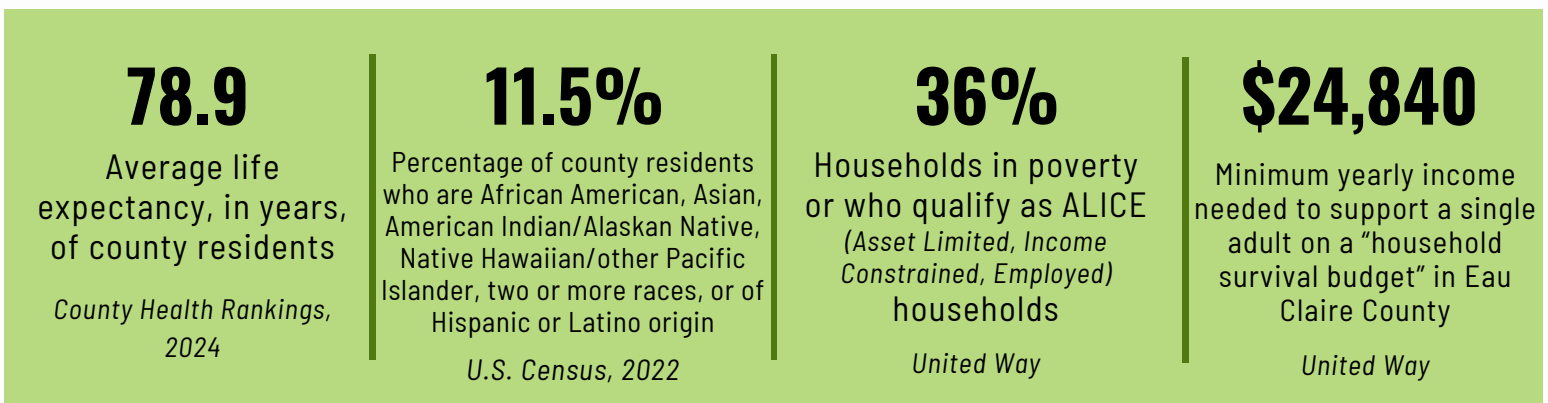 78.9
Average life
expectancy, in years,
of county residents
County Health Rankings,
2024
11.5%
Percentage of county residents
who are African American, Asian,
American Indian/Alaskan Native,
Native Hawaiian/other Pacific
Islander, two or more races, or of
Hispanic or Latino origin
U.S. Census, 2022
36%
Households in poverty
or who qualify as ALICE
(Asset Limited, Income
Constrained, Employed)
households
United Way
$24,840
Minimum yearly income
needed to support a single
adult on a “household
survival budget” in Eau
Claire County
United Way